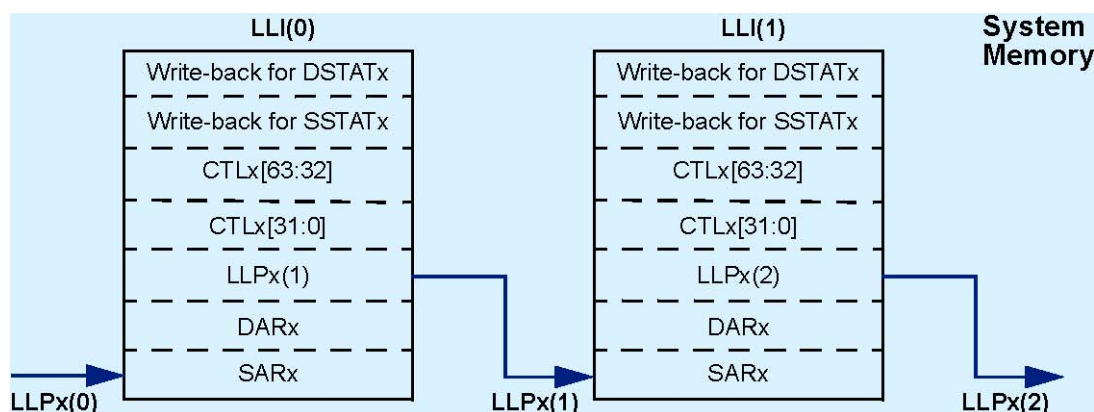 LLI(0)
Write-back for DSTATx
Write-back for SSTATx
CTLx[63:32]
CTLx[31:0]
LLPx(1)
DARx
SARx
LLPx(0)
LLI(1)
Write-back for DSTATx
Write-back for SSTATx
CTLx[63:32]
CTLx[31:0]
LLPx(2)
DARx
SARx
LLPx(1)
System
Memory
LLPx(2)